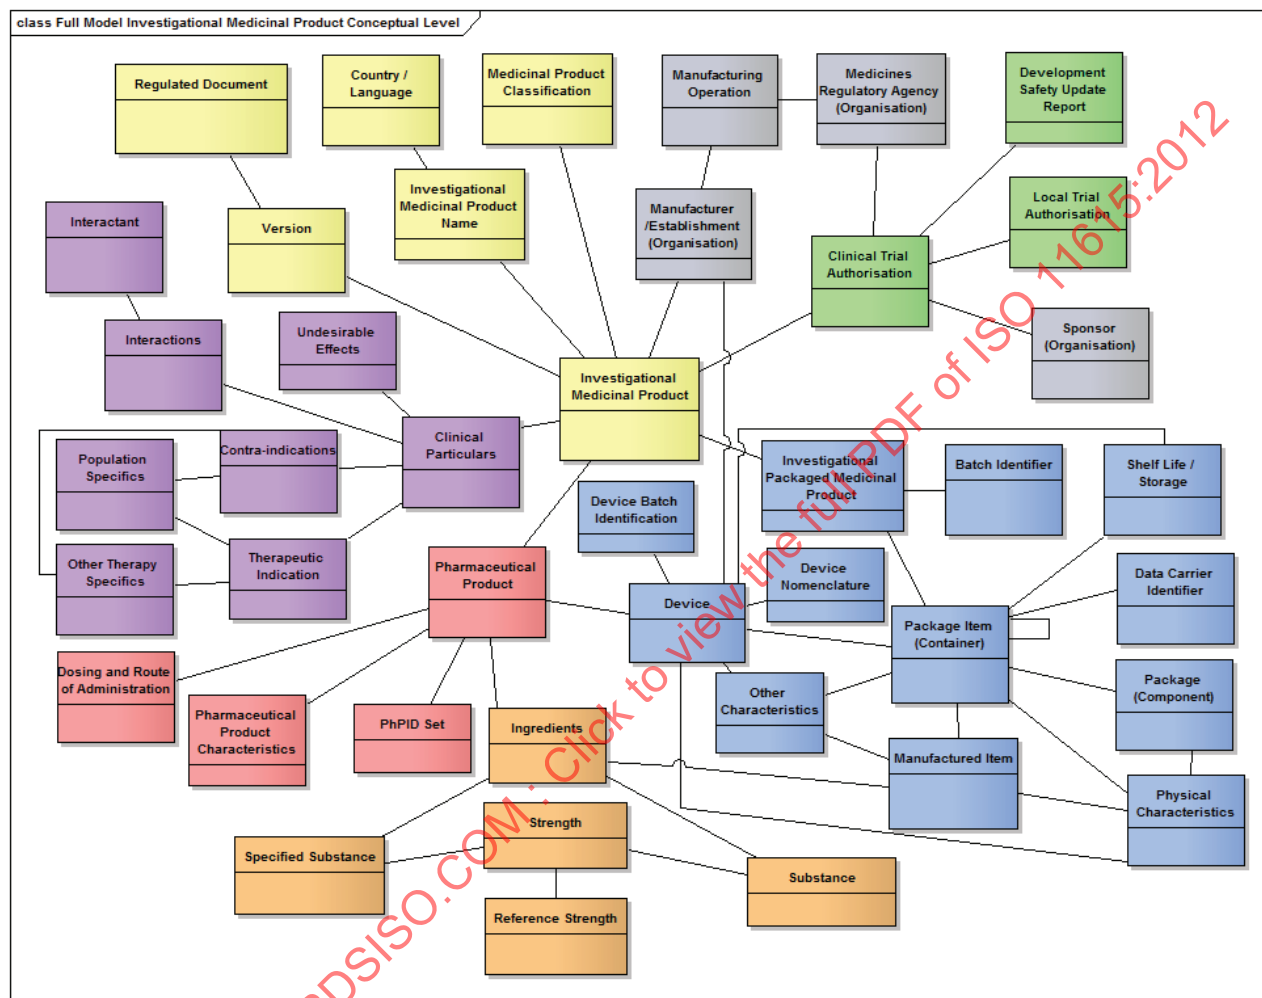 class Full Model Investigational Medicinal Product Conceptual Level
Regulated Document
Country /
Language
Medicinal Product
Classification
Manufacturing
Operation
Medicines
Regulatory Agency
(Organisation)
Development
Safety Update
Report
Interactant
Version
Investigational
Medicinal Product
Name
Manufacturer
/Establishment
(Organisation)
Clinical Trial
Authorisation
Local Trial
Authorisation
Interactions
Undesirable
Effects
Investigational
Medicinal Product
Sponsor
(Organisation)
Population
Specifics
Contra-indications
Clinical
Particulars
Device Batch
Identification
Investigational
Packaged Medicinal
Product
Batch Identifier
Shelf Life /
Storage
Other Therapy
Specifics
Therapeutic
Indication
Pharmaceutical
Product
Device
Device
Nomenclature
Package Item
(Container)
Data Carrier
Identifier
Dosing and Route
of Administration
Pharmaceutical
Product
Characteristics
PhPID Set
Ingredients
Other
Characteristics
Manufactured Item
Package
(Component)
Physical
Characteristics
Specified Substance
Strength
Substance
Reference Strength
DSISO.COM : Click to view the full PDF of ISO 11615:2012